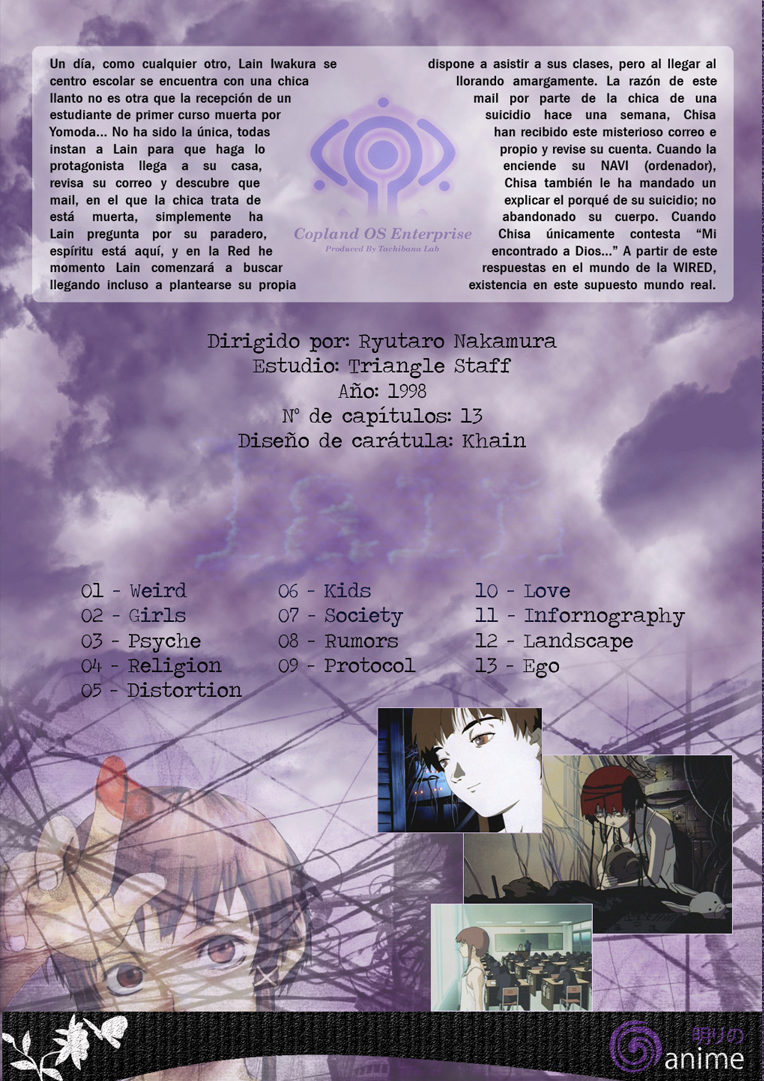 Un día, como cualquier otro, Lain Iwakura se dispone a asistir a sus clases, pero al llegar al
centro escolar se encuentra con una chica llorando amargamente. La razón de este
llanto no es otra que la recepción de un mail por parte de la chica de una
estudiante de primer curso muerta por suicidio hace una semana, Chisa
Yomoda... No ha sido la única, todas han recibido este misterioso correo e
instan a Lain para que haga lo propio y revise su cuenta. Cuando la
protagonista llega a su casa, enciende su NAVI (ordenador),
revisa su correo y descubre que Chisa también le ha mandado un
mail, en el que la chica trata de explicar el porqué de su suicidio; no
está muerta, simplemente ha abandonado su cuerpo. Cuando
Lain pregunta por su paradero, Chisa únicamente contesta “Mi
espíritu está aquí, y en la Red he encontrado a Dios...” A partir de este
momento Lain comenzará a buscar respuestas en el mundo de la WIRED,
llegando incluso a plantearse su propia existencia en este supuesto mundo real.
Copland OS Enterprise
Produced By Tachibana Lab
Dirigido por: Ryutaro Nakamura
Estudio: Triangle Staff
Año: 1998
Nº de capítulos: 13
Diseño de carátula: Khain
lain
01 - Weird
02 - Girls
03 - Psyche
04 - Religion
05 - Distortion
06 - Kids
07 - Society
08 - Rumors
09 - Protocol
10 - Love
11 - Infornography
12 - Landscape
13 - Ego
明りの
anime